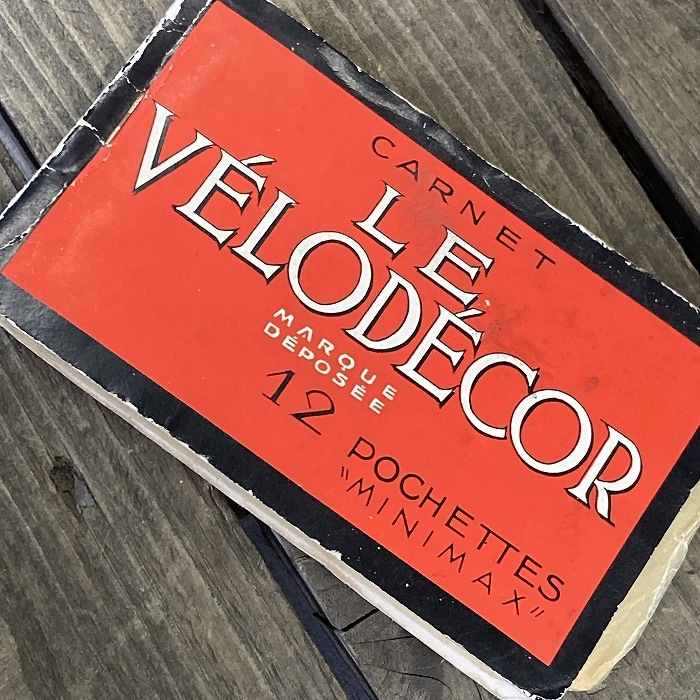 CARNET
LE
VÉLODÉCOR
MARQUE
DÉPOSÉE
12 POCHETTES
"MINIMAX"